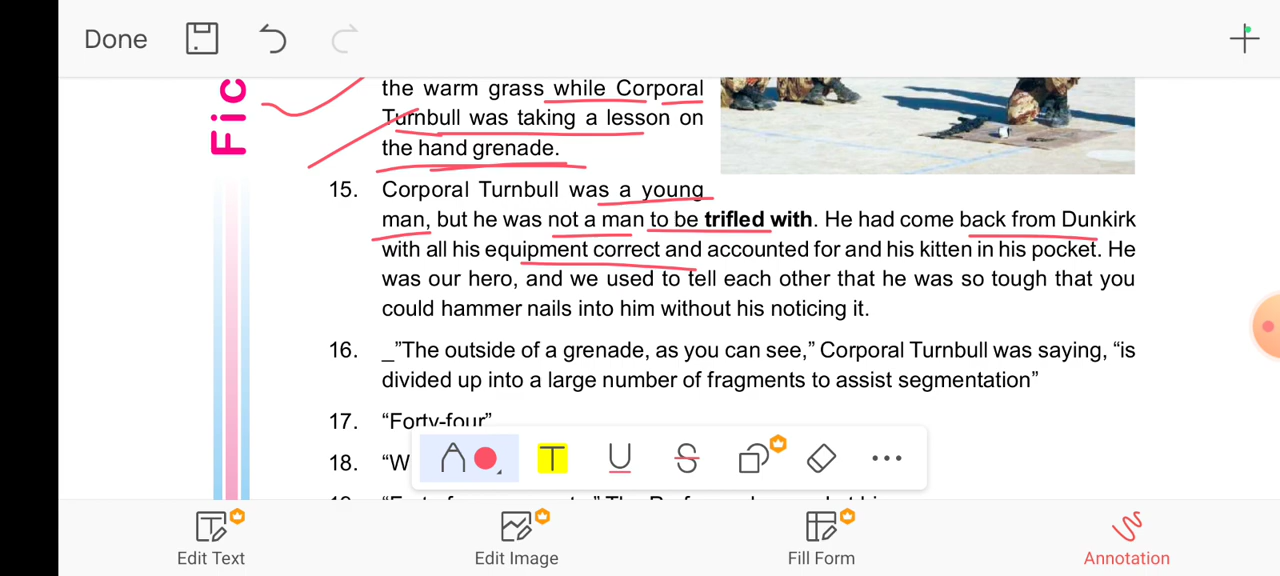 Done
Fic
the warm grass while Corporal
Turnbull was taking a lesson on
the hand grenade.
15. Corporal Turnbull was a young
man, but he was not a man to be trifled with. He had come back from Dunkirk
with all his equipment correct and accounted for and his kitten in his pocket. He
was our hero, and we used to tell each other that he was so tough that you
could hammer nails into him without his noticing it.
16. _”The outside of a grenade, as you can see,” Corporal Turnbull was saying, “is
divided up into a large number of fragments to assist segmentation”
17. “Forty-four”
18. “W
Edit Text
Edit Image
Fill Form
Annotation